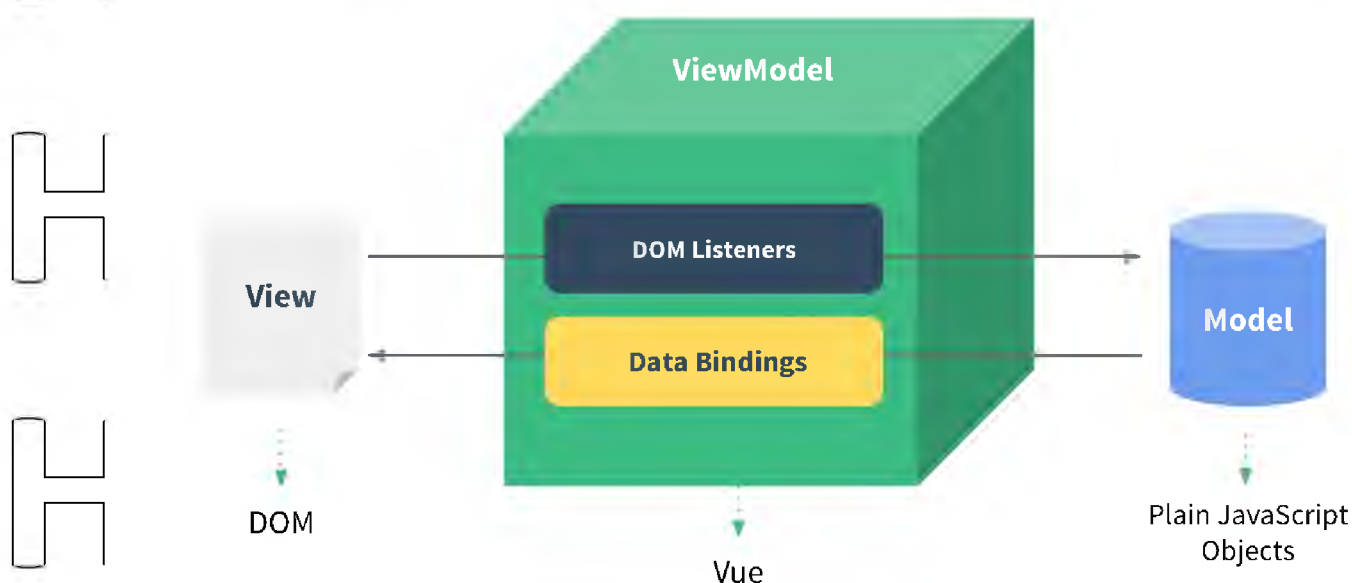 ViewModel
DOM Listeners
View
Model
Data Bindings
DOM
Plain JavaScript
Objects
Vue